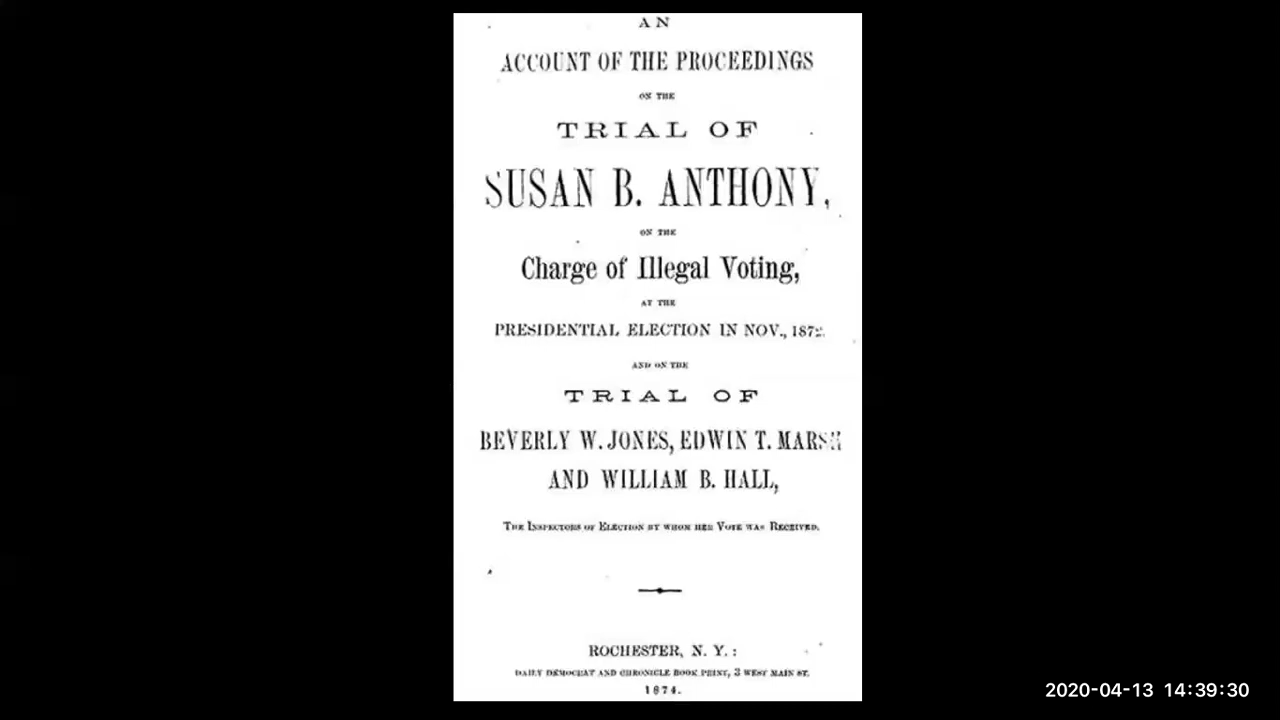 AN
ACCOUNT OF THE PROCEEDINGS
ON THE
TRIAL OF
SUSAN B. ANTHONY,
ON THE
Charge of Illegal Voting,
AT THE
PRESIDENTIAL ELECTION IN NOV., 1872.
AND ON THE
TRIAL OF
BEVERLY W. JONES, EDWIN T. MARSH
AND WILLIAM B. HALL,
THE INSPECTORS OF ELECTION BY WHOM HER VOTE WAS RECEIVED.
ROCHESTER, N. Y.:
DAILY DEMOCRAT AND CHRONICLE BOOK PRINT, 3 WEST MAIN ST.
1874.
2020-04-13 14:39:30